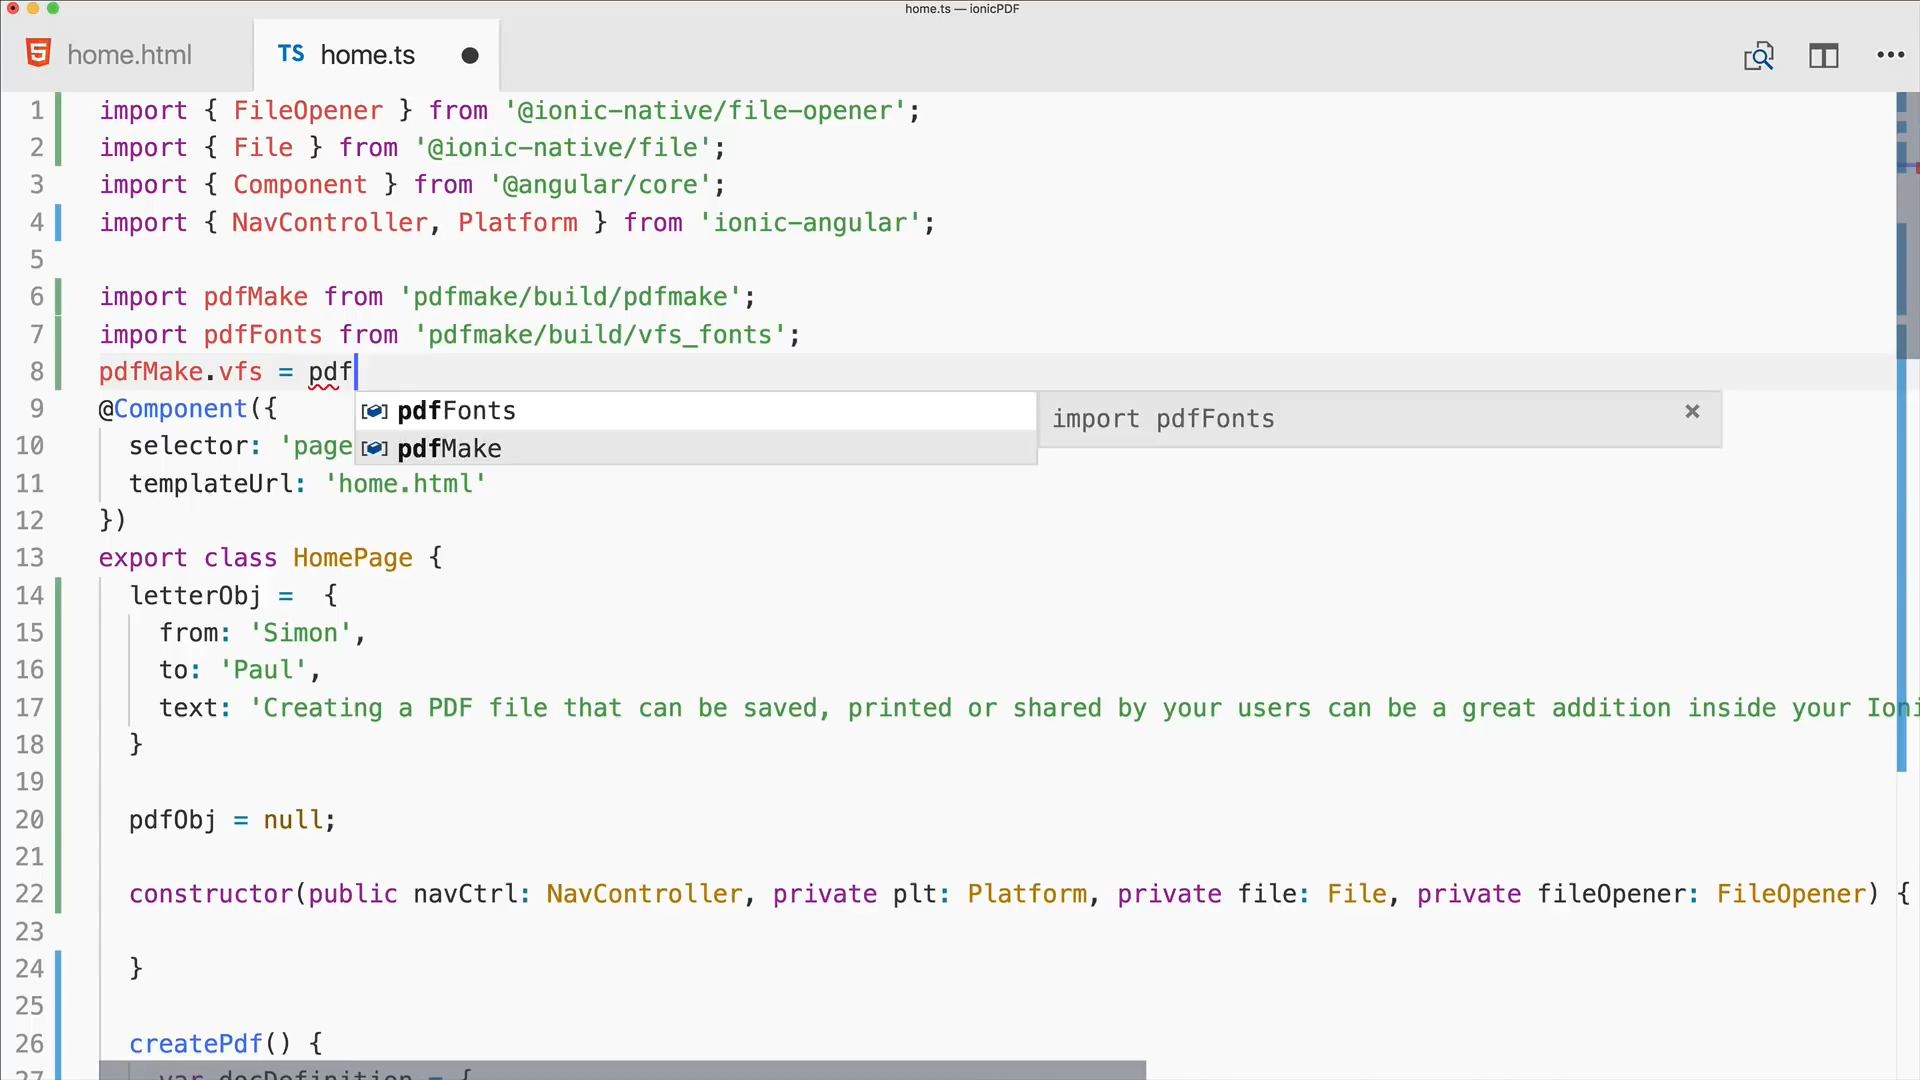 home.ts — ionicPDF
home.html
TS home.ts
1 import { FileOpener } from '@ionic-native/file-opener';
2 import { File } from '@ionic-native/file';
3 import { Component } from '@angular/core';
4 import { NavController, Platform } from 'ionic-angular';
5
6 import pdfMake from 'pdfmake/build/pdfmake';
7 import pdfFonts from 'pdfmake/build/vfs_fonts';
8 pdfMake.vfs = pdf
9 @Component({
pdfFonts
import pdfFonts
10 selector: 'page
pdfMake
11 templateUrl: 'home.html'
12 })
13 export class HomePage {
14 letterObj =  {
15 from: 'Simon',
16 to: 'Paul',
17 text: 'Creating a PDF file that can be saved, printed or shared by your users can be a great addition inside your Ioni
18 }
19
20 pdfObj = null;
21
22 constructor(public navCtrl: NavController, private plt: Platform, private file: File, private fileOpener: FileOpener) {
23
24 }
25
26 createPdf() {
27 var docDefinition = {